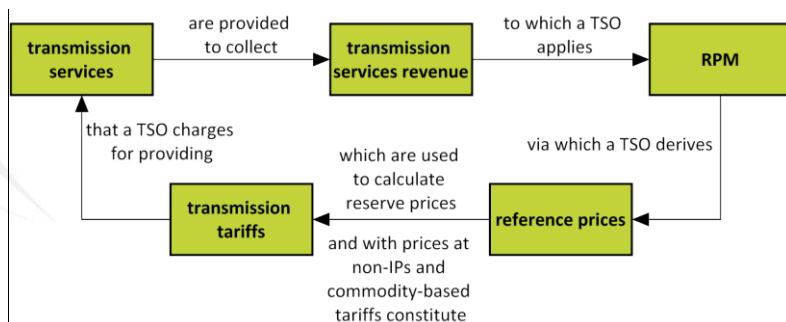 transmission
services
are provided
to collect
transmission
services revenue
to which a TSO
applies
RPM
via which a TSO derives
reference prices
which are used
to calculate
reserve prices
and with prices at
non-IPs and
commodity-based
tariffs constitute
transmission
tariffs
that a TSO charges
for providing